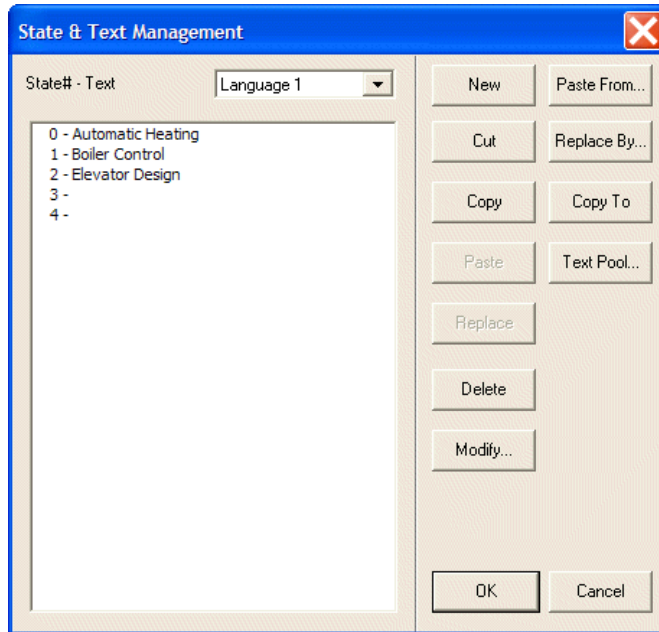 State & Text Management
State# - Text
Language 1
0 - Automatic Heating
1 - Boiler Control
2 - Elevator Design
3 -
4 -
New
Paste From...
Cut
Replace By...
Copy
Copy To
Paste
Text Pool...
Replace
Delete
Modify...
OK
Cancel